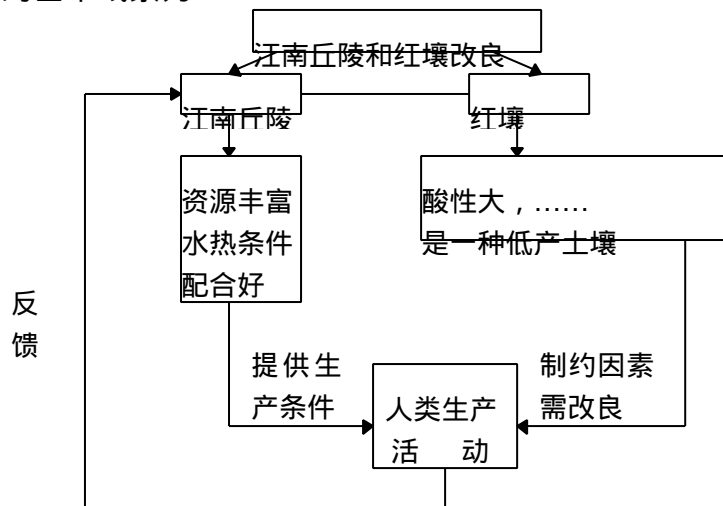 江南丘陵和红壤改良
江南丘陵
红壤
资源丰富
水热条件
配合好
酸性大，……
是一种低产土壤
反
馈
提供生
产条件
制约因素
需改良
人类生产
活 动